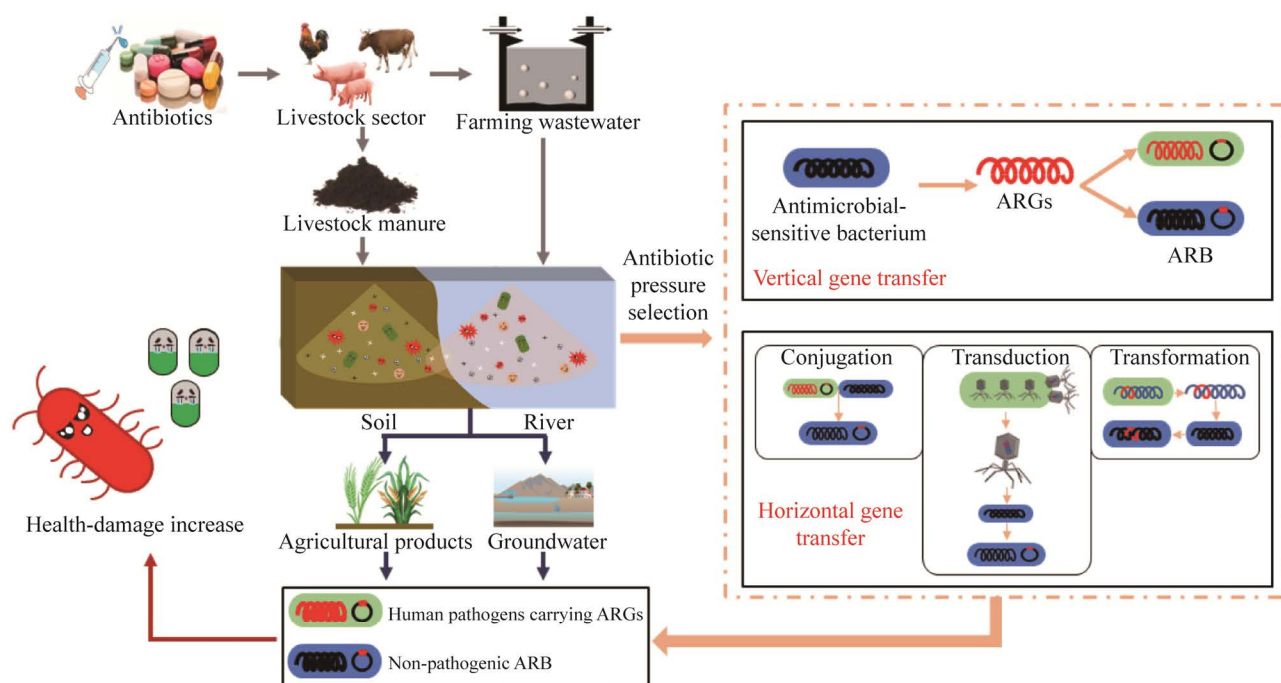 Antibiotics
Livestock sector
Farming wastewater
Livestock manure
Antibiotic
pressure
selection
Soil
River
Agricultural products
Groundwater
Health-damage increase
Human pathogens carrying ARGs
Non-pathogenic ARB
Antimicrobial-
sensitive bacterium
ARGs
ARB
Vertical gene transfer
Conjugation
Transduction
Transformation
Horizontal gene
transfer